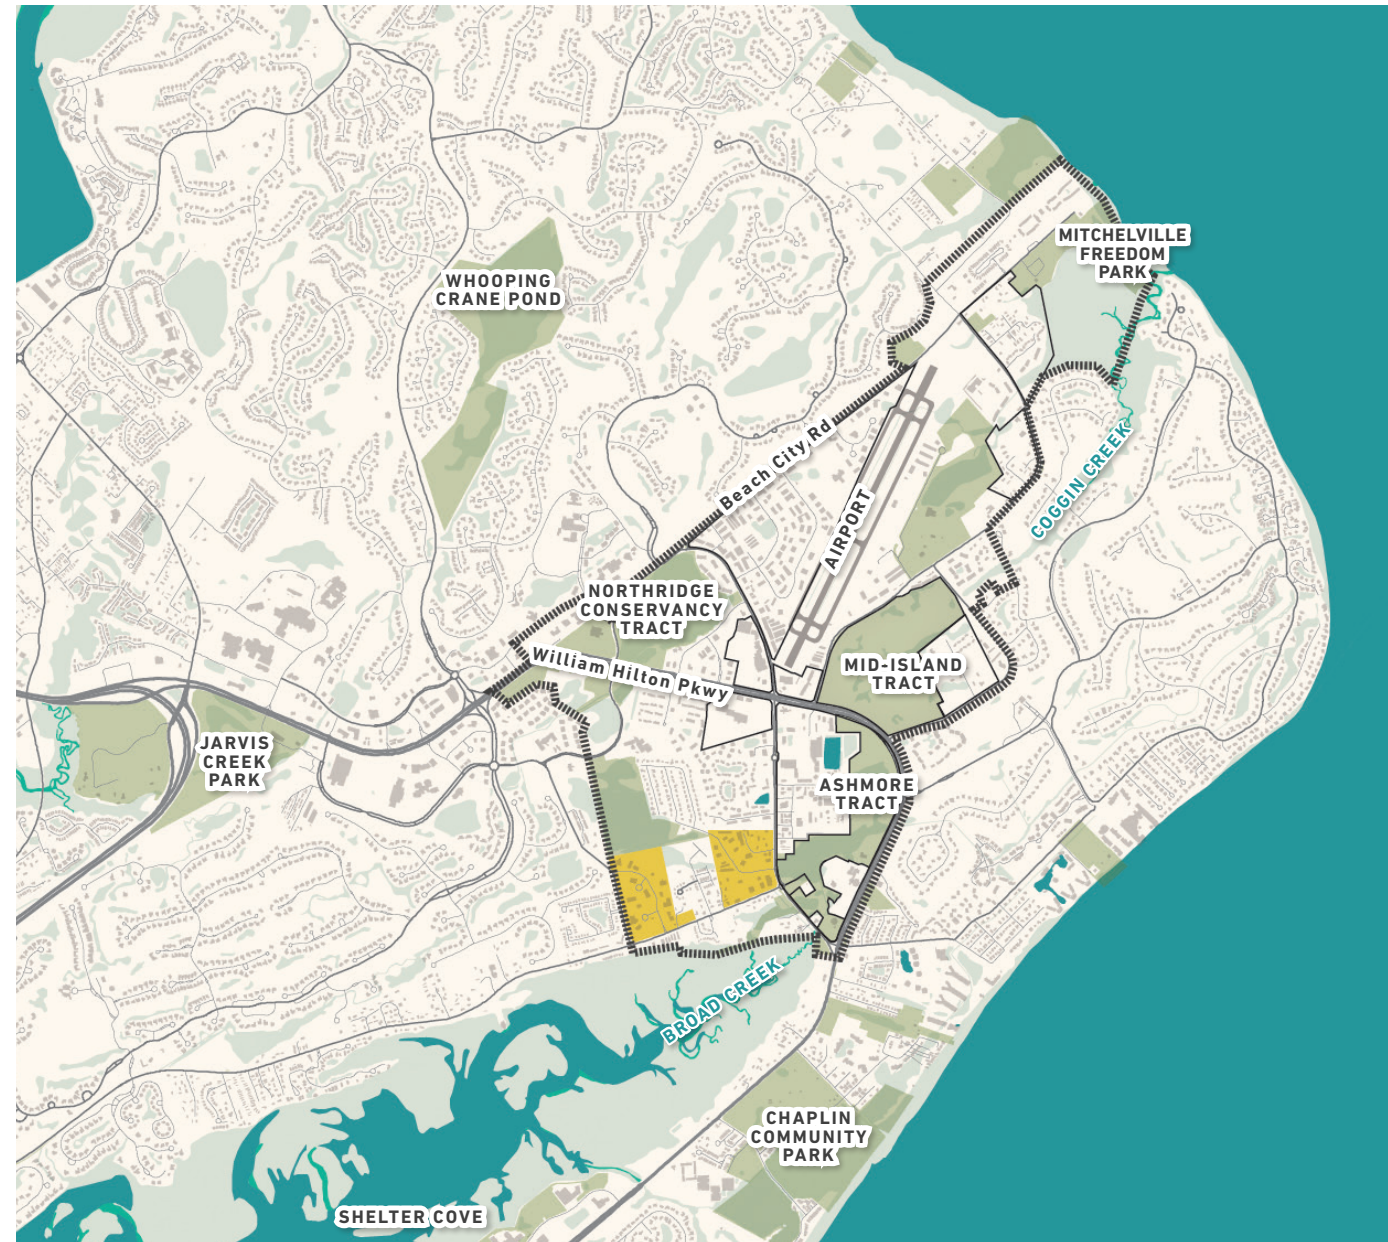 MITCHELVILLE
FREEDOM
PARK
WHOOPING
CRANE POND
Beach City Rd
COGGIN CREEK
AIRPORT
NORTHRIDGE
CONSERVANCY
TRACT
William Hilton Pkwy
MID-ISLAND
TRACT
JARVIS
CREEK
PARK
ASHMORE
TRACT
BROAD CREEK
CHAPLIN
COMMUNITY
PARK
SHELTER COVE